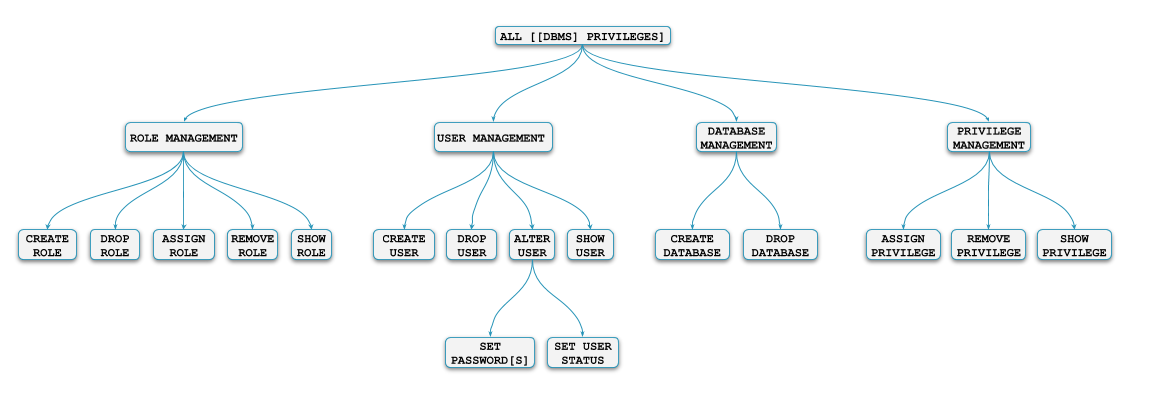 ALL [[DBMS] PRIVILEGES]
ROLE MANAGEMENT
USER MANAGEMENT
DATABASE
MANAGEMENT
PRIVILEGE
MANAGEMENT
CREATE
ROLE
DROP
ROLE
ASSIGN
ROLE
REMOVE
ROLE
SHOW
ROLE
CREATE
USER
DROP
USER
ALTER
USER
SHOW
USER
CREATE
DATABASE
DROP
DATABASE
ASSIGN
PRIVILEGE
REMOVE
PRIVILEGE
SHOW
PRIVILEGE
SET
PASSWORD[S]
SET USER
STATUS